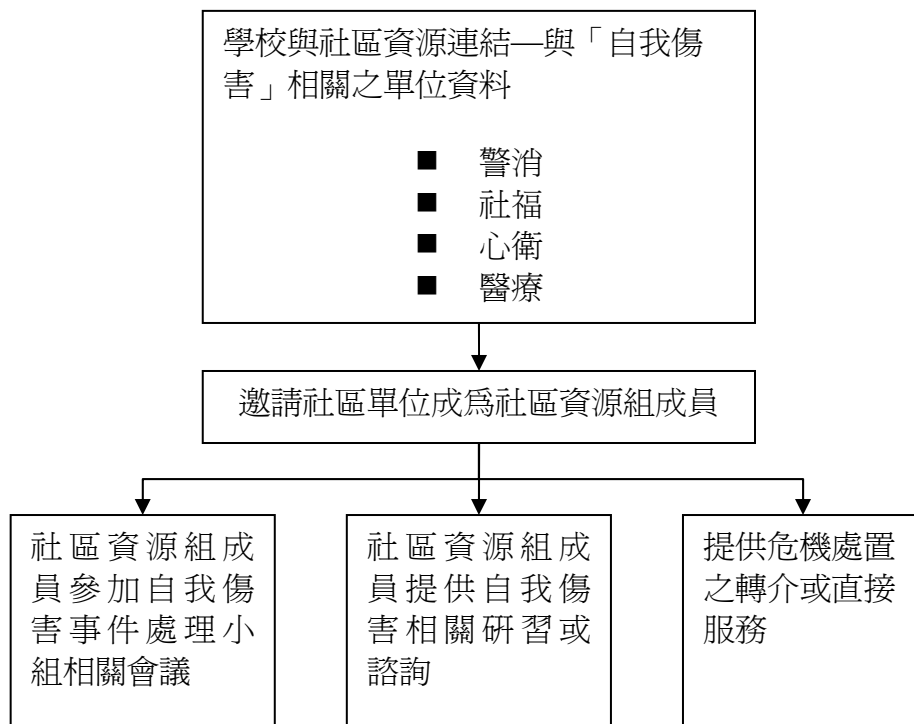 學校與社區資源連結—與「自我傷
害」相關之單位資料
■ 警消
■ 社福
■ 心衛
■ 醫療
邀請社區單位成為社區資源組成員
社區資源組成
員參加自我傷
害事件處理小
組相關會議
社區資源組成
員提供自我傷
害相關研習或
諮詢
提供危機處置
之轉介或直接
服務